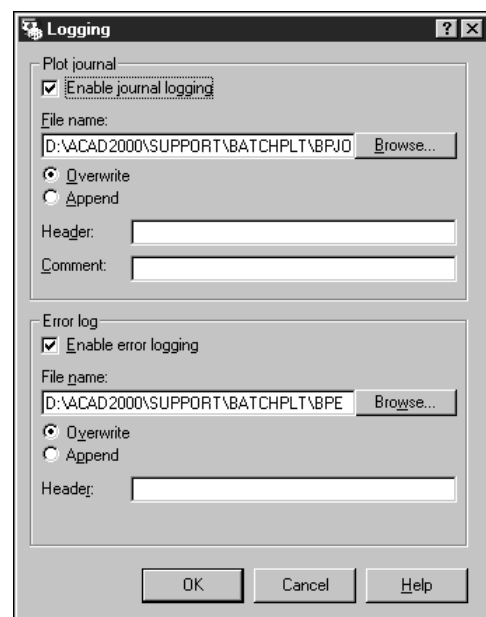 Logging
Plot journal
Enable journal logging
File name:
D:\ACAD2000\SUPPORT\BATCHPLT\BPJO Browse...
Overwrite
Append
Header:
Comment:
Error log
Enable error logging
File name:
D:\ACAD2000\SUPPORT\BATCHPLT\BPE Browse...
Overwrite
Append
Header:
OK Cancel Help